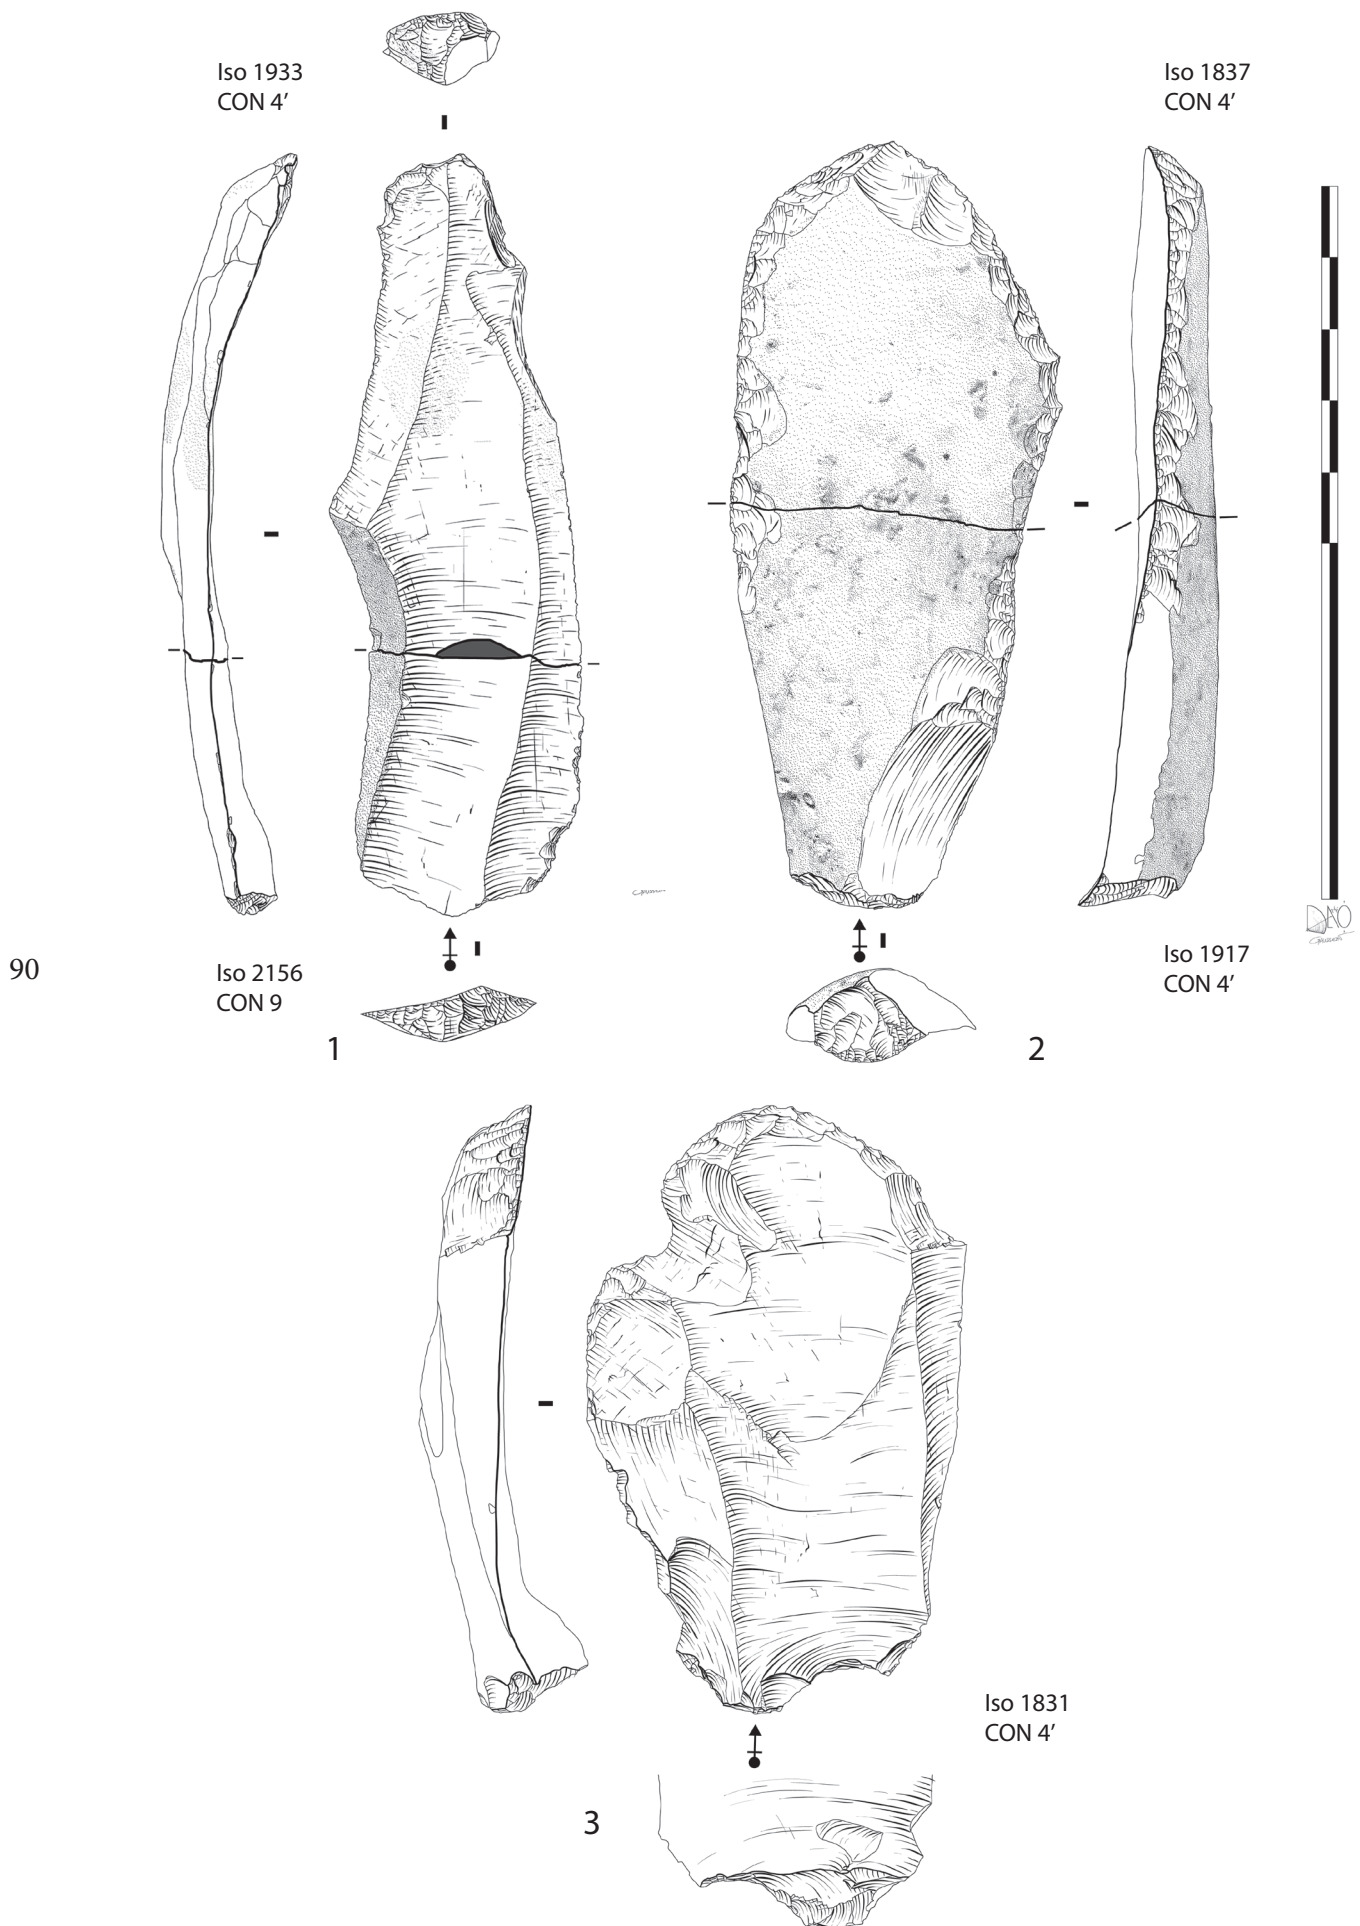 Iso 1933
CON 4’
Iso 1837
CON 4’
DAO
90
Iso 2156
CON 9
Iso 1917
CON 4’
1
2
Iso 1831
CON 4’
3